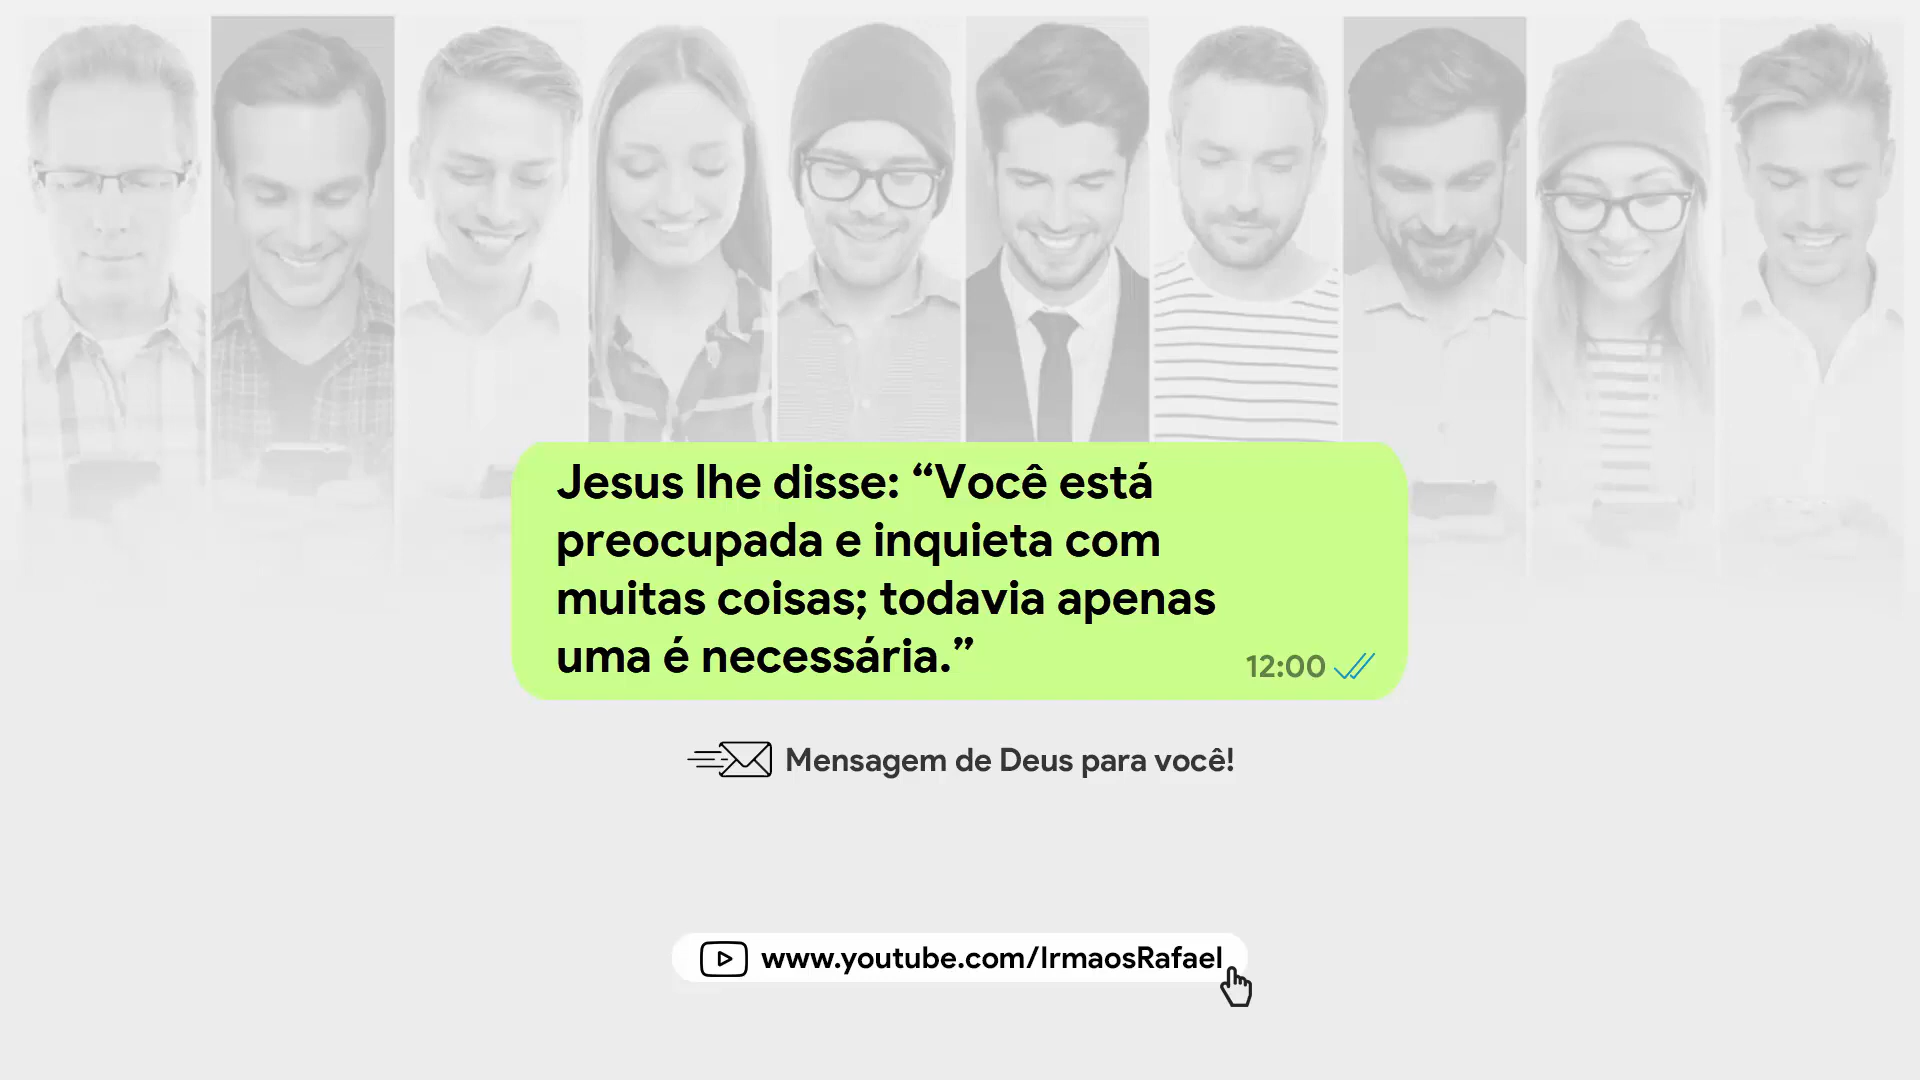 Jesus lhe disse: “Você está
preocupada e inquieta com
muitas coisas; todavia apenas
uma é necessária.”
12:00
Mensagem de Deus para você!
www.youtube.com/IrmaosRafael